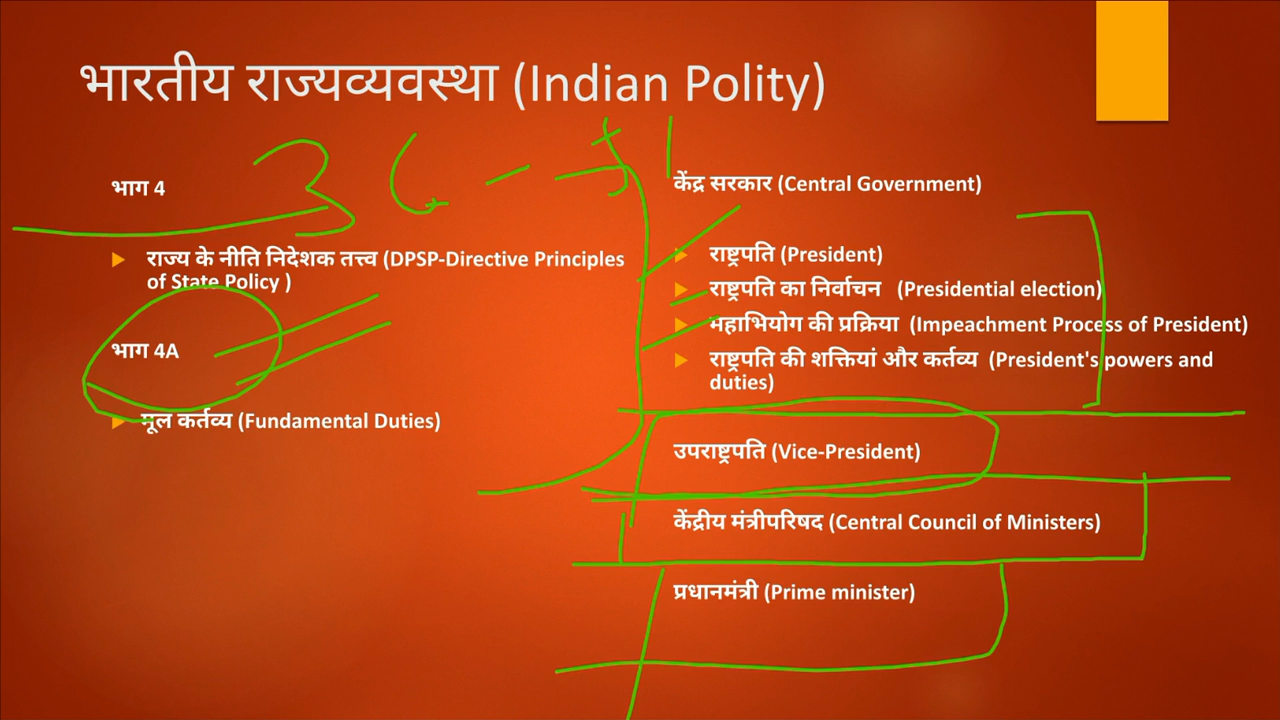 भारतीय राज्यव्यवस्था (Indian Polity)
भाग 4
राज्य के नीति निदेशक तत्त्व (DPSP-Directive Principles
of State Policy )
भाग 4A
मूल कर्तव्य (Fundamental Duties)
केंद्र सरकार (Central Government)
राष्ट्रपति (President)
राष्ट्रपति का निर्वाचन (Presidential election)
महाभियोग की प्रक्रिया (Impeachment Process of President)
राष्ट्रपति की शक्तियां और कर्तव्य (President's powers and
duties)
उपराष्ट्रपति (Vice-President)
केंद्रीय मंत्रीपरिषद (Central Council of Ministers)
प्रधानमंत्री (Prime minister)